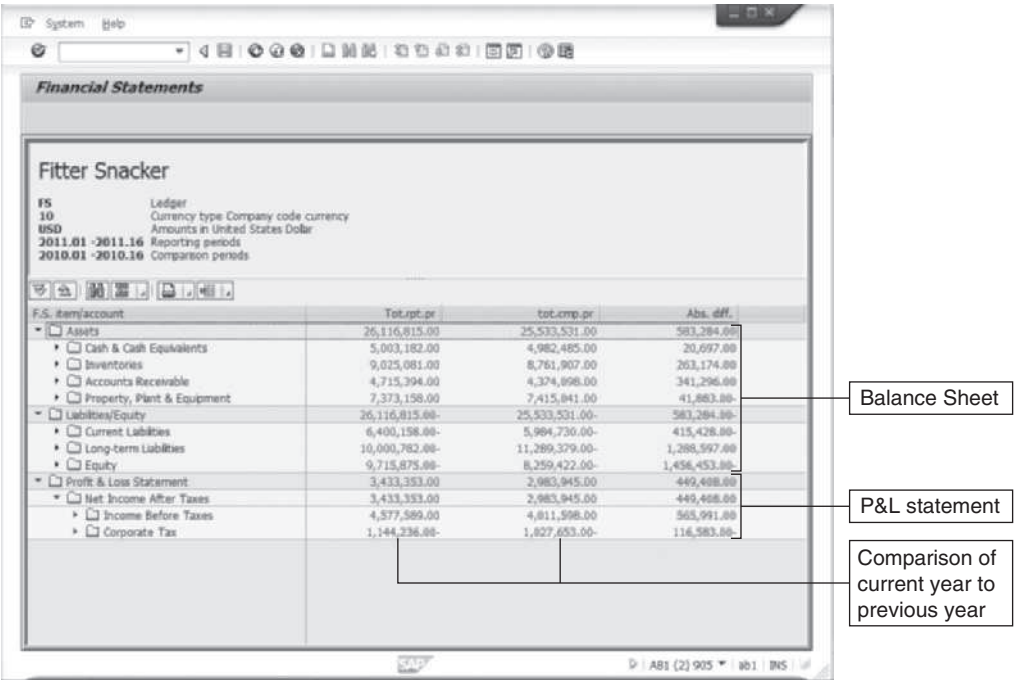 System Help
Financial Statements
Fitter Snacker
FS Ledger
10 Currency type Company code currency
USD Amounts in United States Dolar
2011.01 -2011.16 Reporting periods
2010.01 -2010.16 Comparison periods
F.S. item/account Tot.rpt.pr tot.cmp.pr Abs. diff.
Assets 26,116,815.00 25,533,531.00 583,284.00
Cash & Cash Equivalents 5,003,182.00 4,982,485.00 20,697.00
Inventories 9,025,081.00 8,761,907.00 263,174.00
Accounts Receivable 4,715,394.00 4,374,098.00 341,296.00
Property, Plant & Equipment 7,373,158.00 7,415,041.00 41,883.00-
Liabilities/Equity 26,116,815.00- 25,533,531.00- 583,284.00-
Current Liabilities 6,400,158.00- 5,984,730.00- 415,428.00-
Long-term Liabilities 10,000,782.00- 11,289,379.00- 1,288,597.00
Equity 9,715,875.00- 8,259,422.00- 1,456,453.00-
Profit & Loss Statement 3,433,353.00 2,983,945.00 449,408.00
Net Income After Taxes 3,433,353.00 2,983,945.00 449,408.00
Income Before Taxes 4,577,589.00 4,011,598.00 565,991.00
Corporate Tax 1,144,236.00- 1,027,653.00- 116,583.00-
Balance Sheet
P&L statement
Comparison of
current year to
previous year
SAP
AB1 (2) 905 ab1 INS